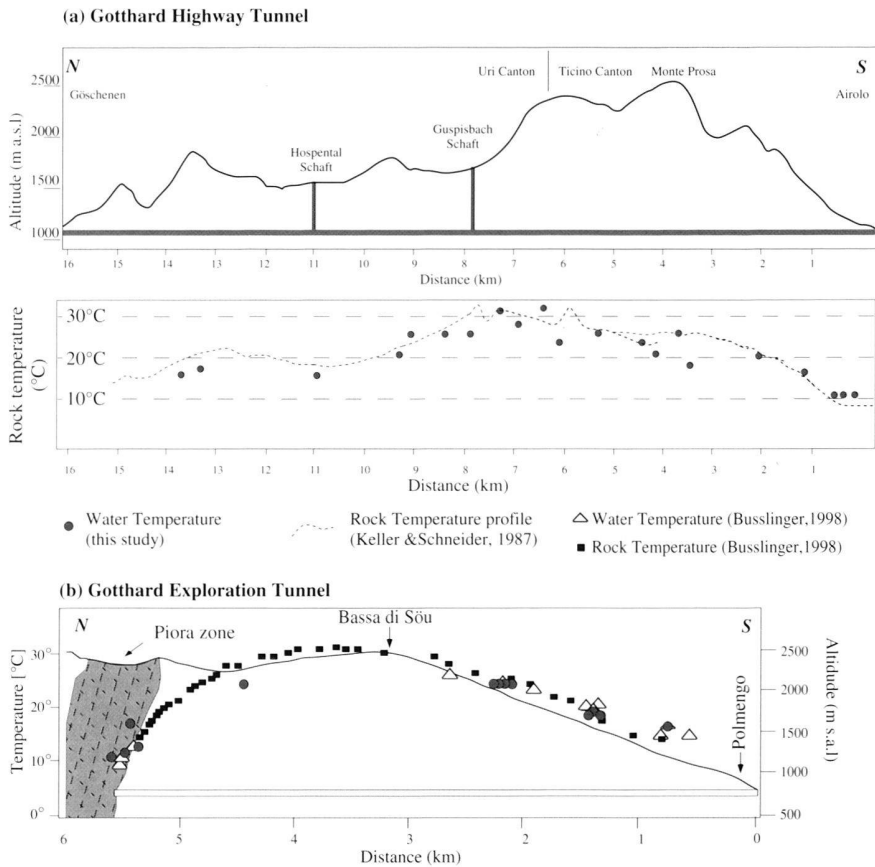 (a) Gotthard Highway Tunnel
N
S
Göschenen
Uri Canton
Ticino Canton
Monte Prosa
Airolo
Hospental
Schaft
Guspisbach
Schaft
Altitude (m a.s.l)
2500
2000
1500
1000
16 15 14 13 12 11 10 9 8 7 6 5 4 3 2 1
Distance (km)
Rock temperature
(°C)
30°C
20°C
10°C
16 15 14 13 12 11 10 9 8 7 6 5 4 3 2 1
Distance (km)
Water Temperature
(this study)
Rock Temperature profile
(Keller &Schneider, 1987)
Water Temperature (Busslinger,1998)
Rock Temperature (Busslinger,1998)
(b) Gotthard Exploration Tunnel
N
S
Piora zone
Bassa di Söu
Polmengo
Temperature [°C]
30°
20°
10°
0°
Altridude (m s.a.l)
2500
2000
1500
1000
500
6 5 4 3 2 1 0
Distance (km)